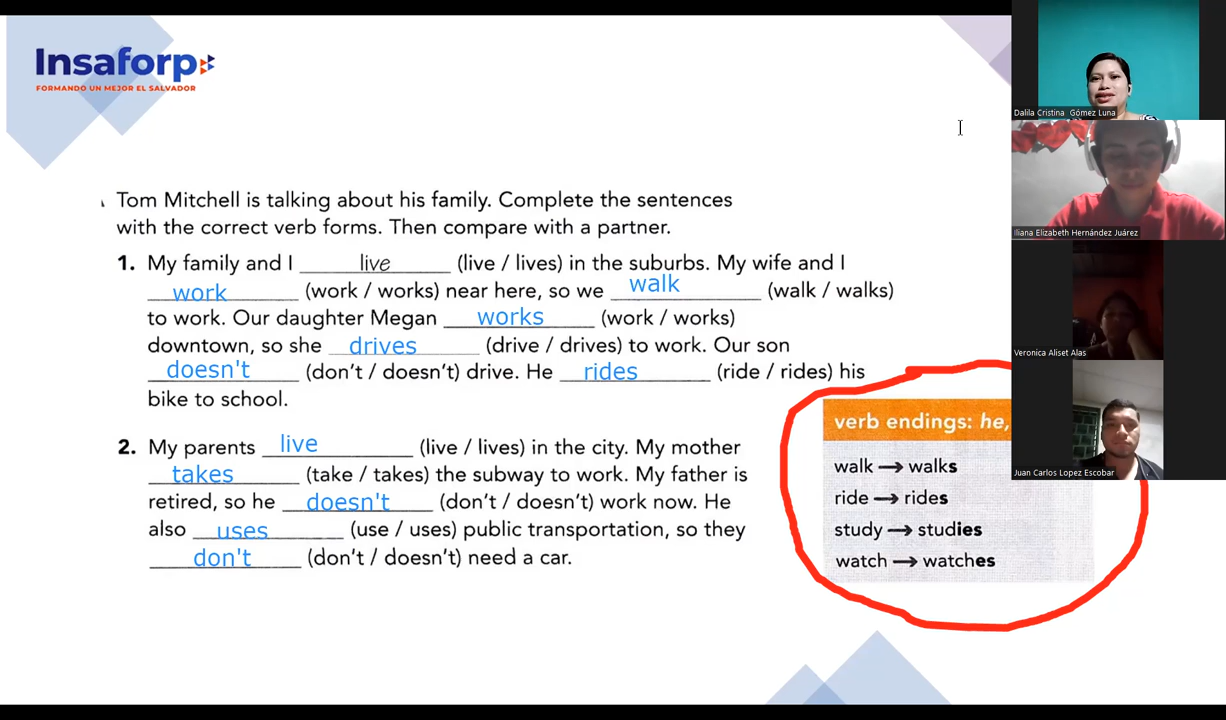 Insaforp
FORMANDO UN MEJOR EL SALVADOR
Tom Mitchell is talking about his family. Complete the sentences
with the correct verb forms. Then compare with a partner.
1. My family and I live (live / lives) in the suburbs. My wife and I
work (work / works) near here, so we walk (walk / walks)
to work. Our daughter Megan works (work / works)
downtown, so she drives (drive / drives) to work. Our son
doesn't (don't / doesn't) drive. He rides (ride / rides) his
bike to school.
2. My parents live (live / lives) in the city. My mother
takes (take / takes) the subway to work. My father is
retired, so he doesn't (don't / doesn't) work now. He
also uses (use / uses) public transportation, so they
don't (don't / doesn't) need a car.
verb endings: he,
walk → walks
ride → rides
study → studies
watch → watches
Dalila Cristina Gómez Luna
Iliana Elizabeth Hernández Juárez
Veronica Aliset Alas
Juan Carlos Lopez Escobar